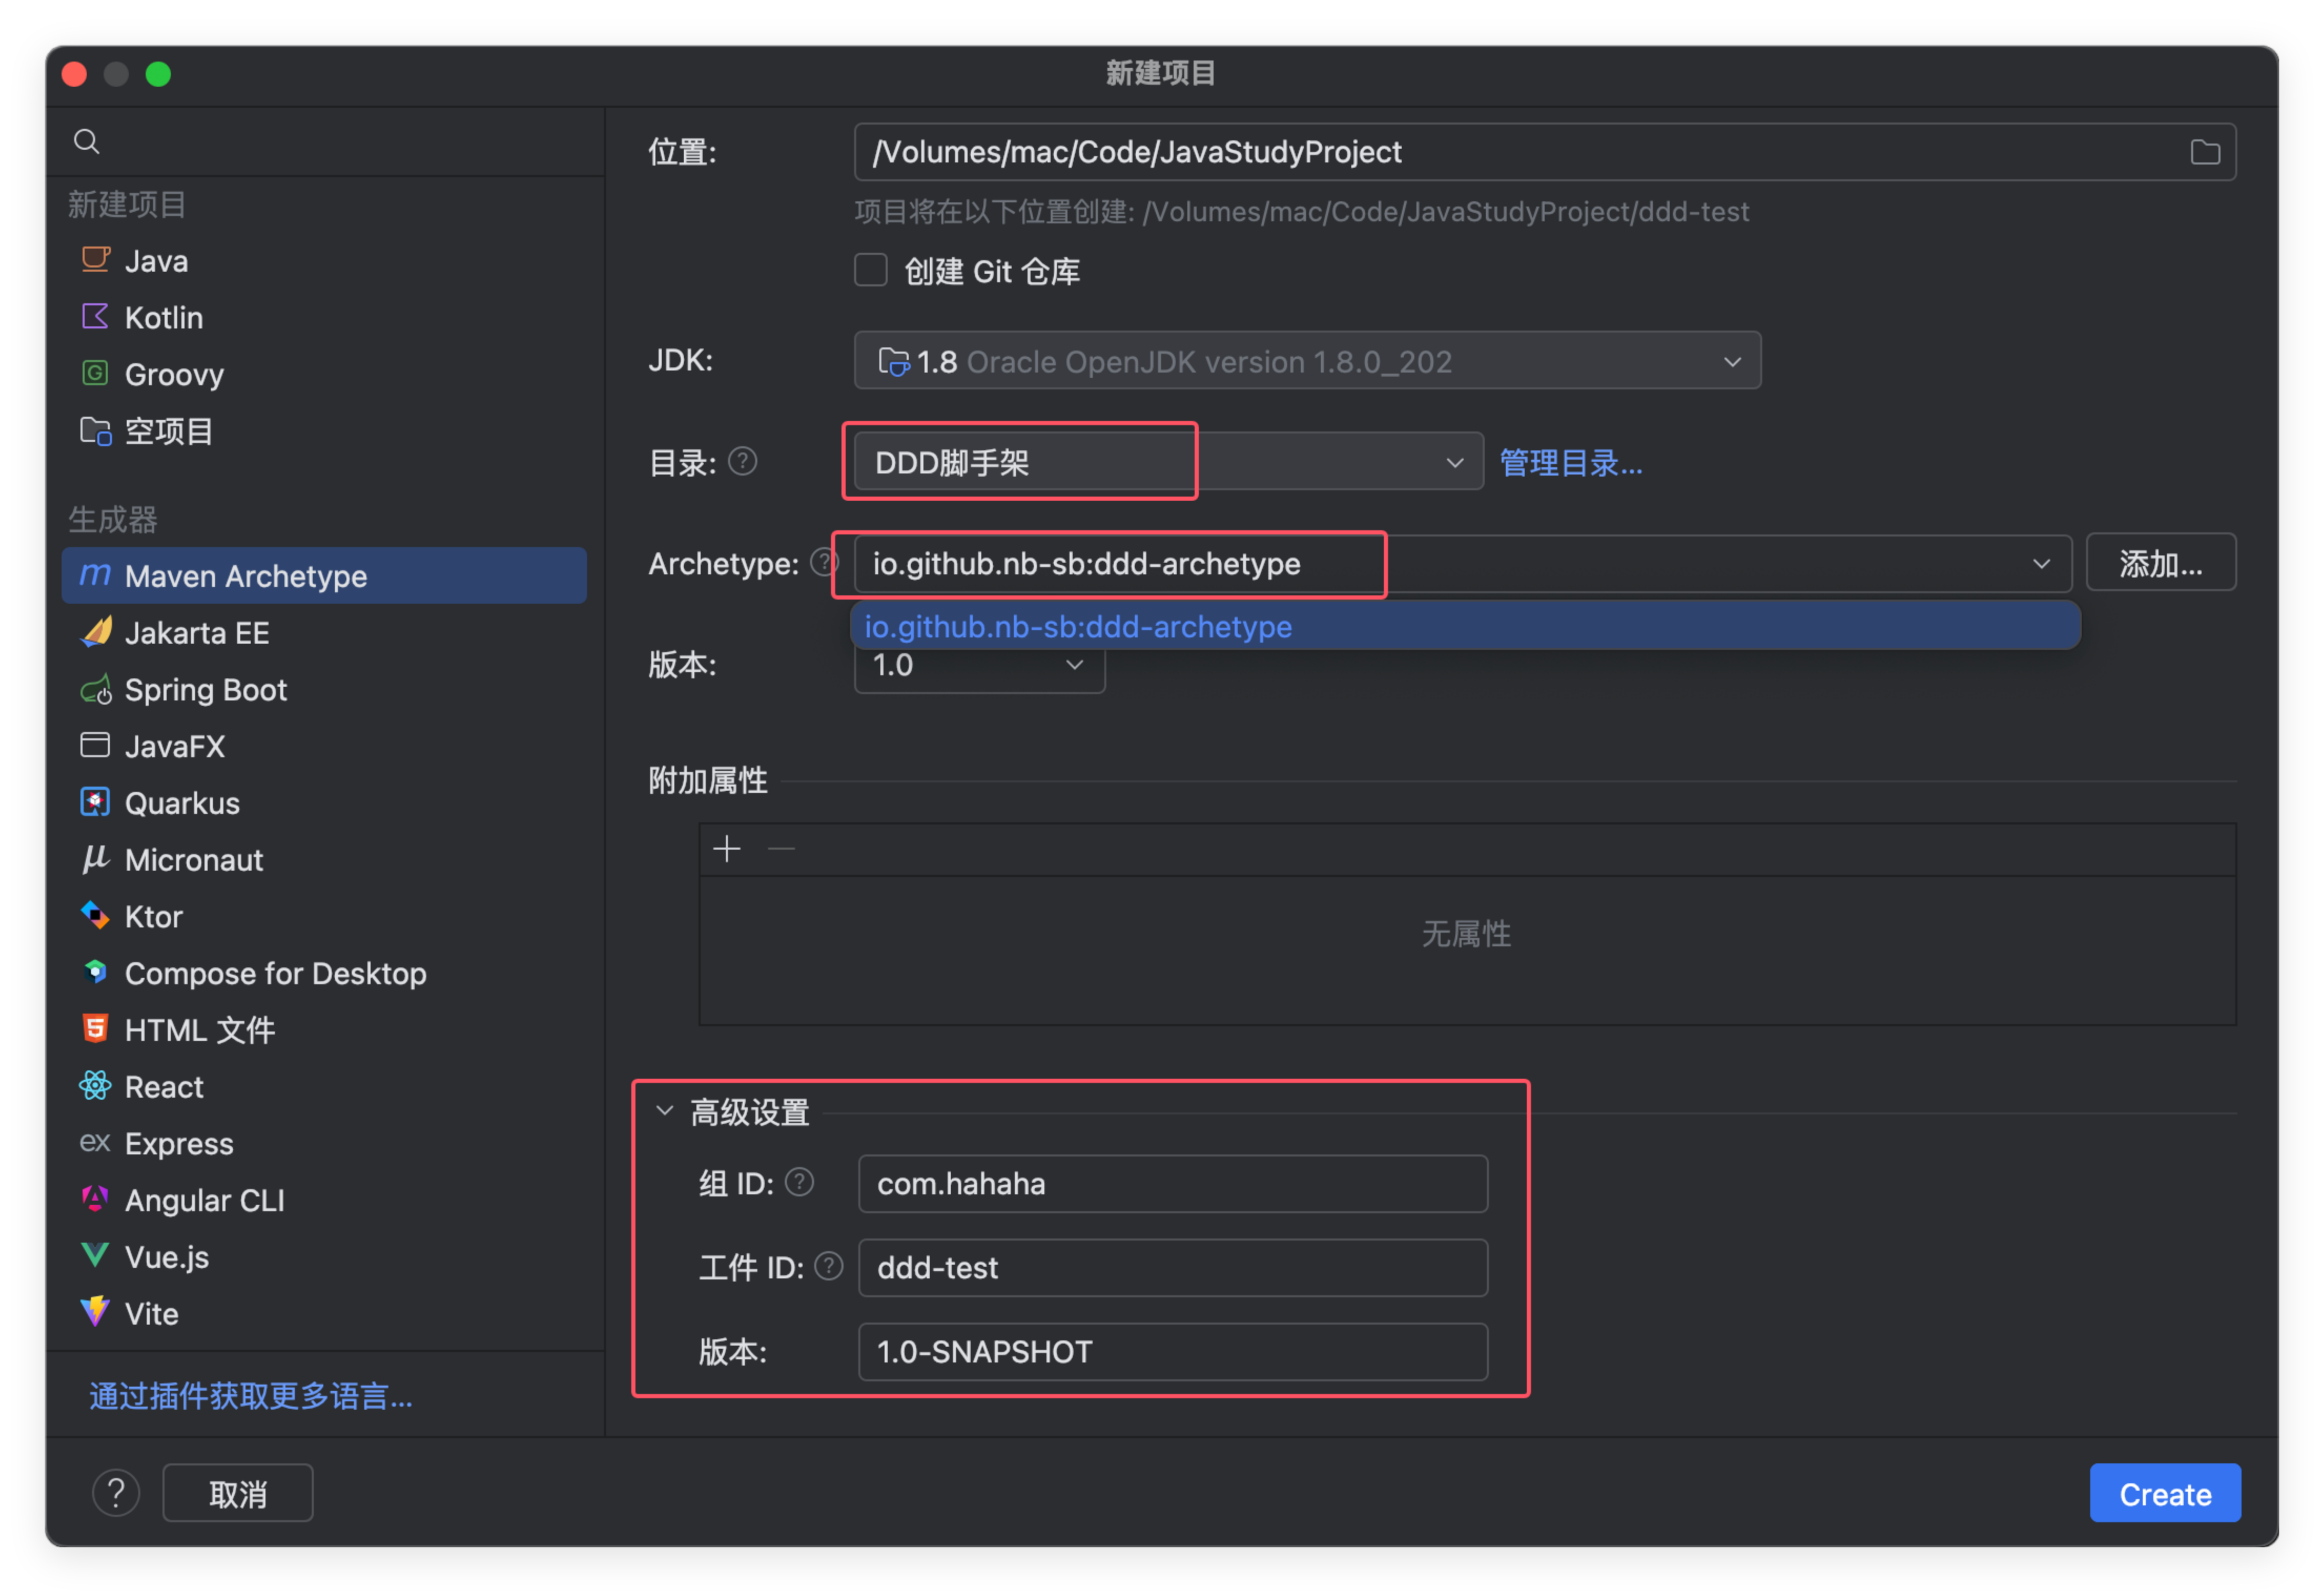 新建项目
新建项目
Java
Kotlin
Groovy
空项目
生成器
m Maven Archetype
Jakarta EE
Spring Boot
JavaFX
Quarkus
μ Micronaut
Ktor
Compose for Desktop
HTML 文件
React
ex Express
Angular CLI
Vue.js
Vite
通过插件获取更多语言...
位置: /Volumes/mac/Code/JavaStudyProject
项目将在以下位置创建: /Volumes/mac/Code/JavaStudyProject/ddd-test
创建 Git 仓库
JDK: 1.8 Oracle OpenJDK version 1.8.0_202
目录: ? DDD脚手架 管理目录...
Archetype: ? io.github.nb-sb:ddd-archetype 添加...
io.github.nb-sb:ddd-archetype
版本: 1.0
附加属性
无属性
高级设置
组 ID: ? com.hahaha
工件 ID: ? ddd-test
版本: 1.0-SNAPSHOT
? 取消 Create